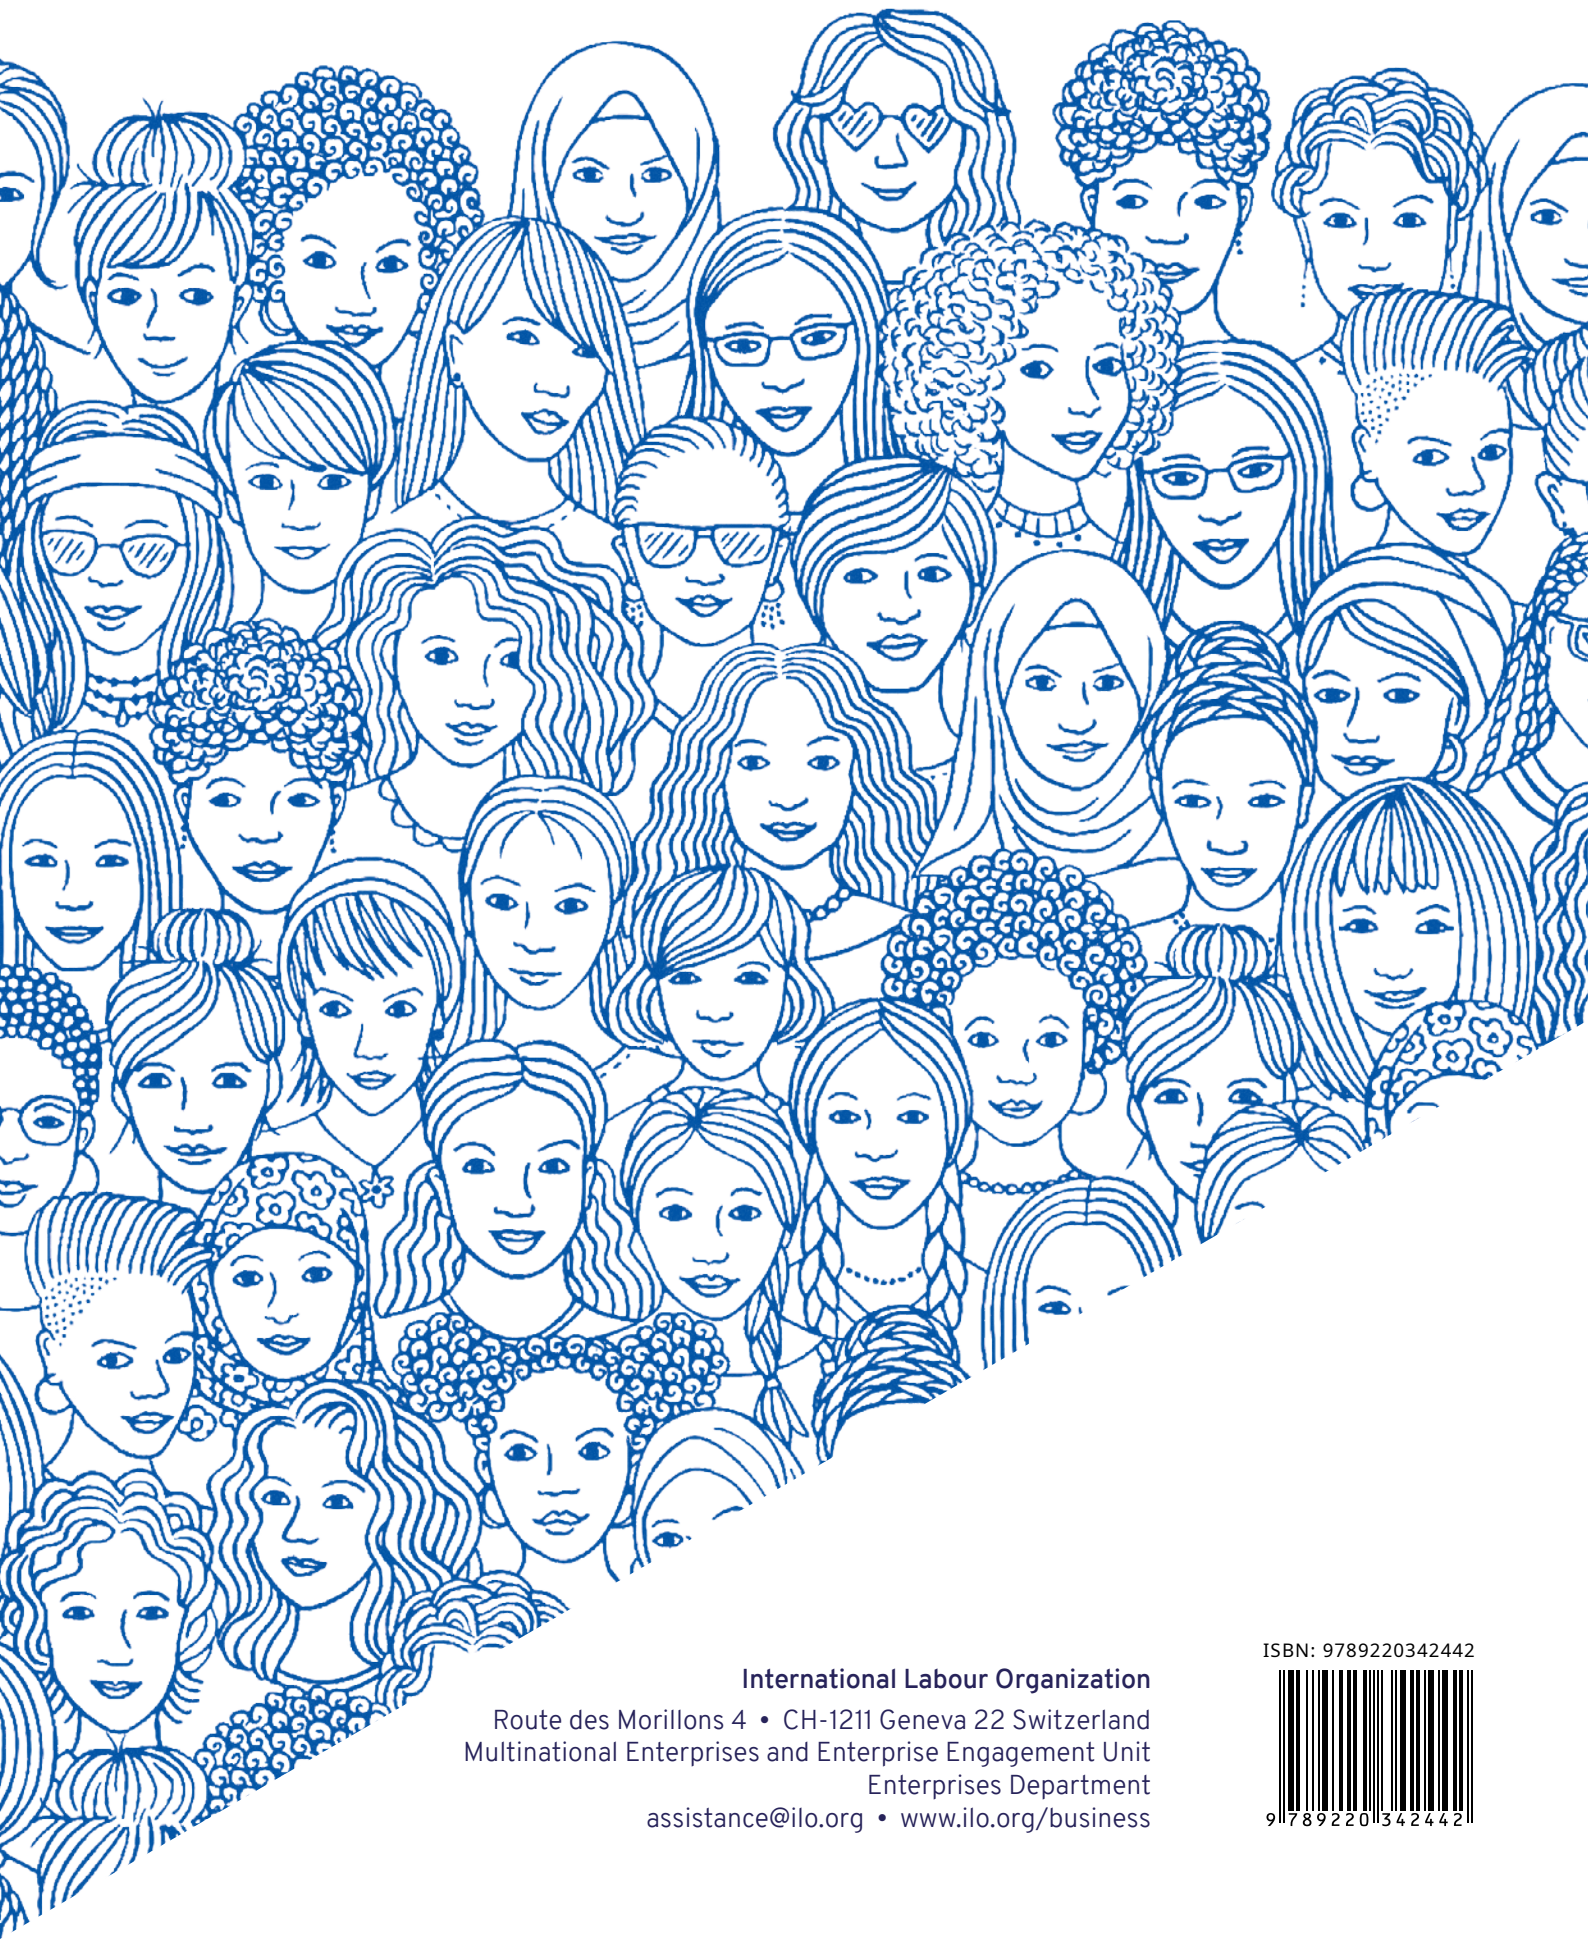 ISBN: 9789220342442
International Labour Organization
Route des Morillons 4 • CH-1211 Geneva 22 Switzerland
Multinational Enterprises and Enterprise Engagement Unit
Enterprises Department
assistance@ilo.org • www.ilo.org/business
9 789220 342442